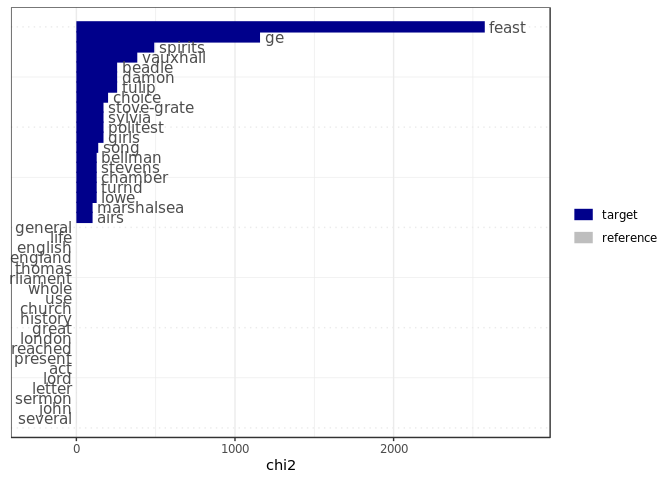 feast
ge
spirits
vauxhall
beadle
damon
tulip
choice
stove-grate
sylvia
politest
girls
song
bellman
stevens
chamber
turnd
lowe
marshalsea
airs
general
life
english
england
thomas
rliament
whole
use
church
history
great
london
reached
present
act
lord
letter
sermon
john
several
0 1000 2000
chi2
target
reference